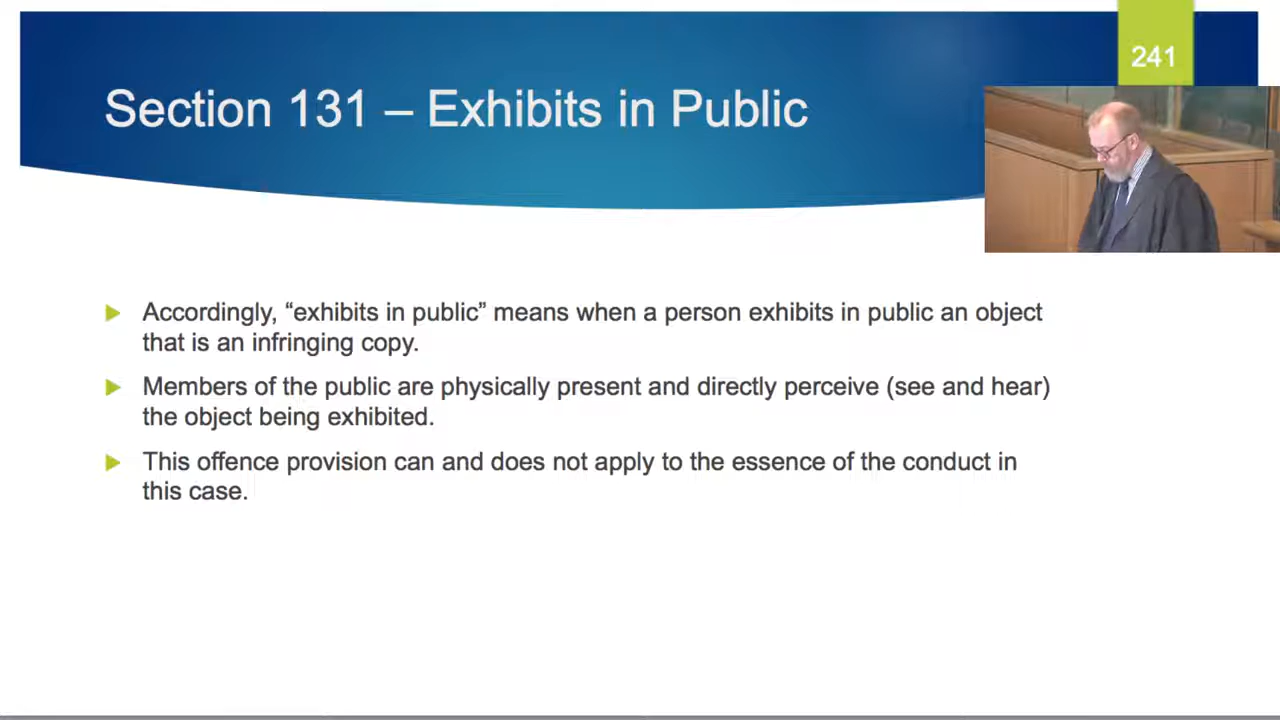 241
Section 131 – Exhibits in Public
Accordingly, “exhibits in public” means when a person exhibits in public an object
that is an infringing copy.
Members of the public are physically present and directly perceive (see and hear)
the object being exhibited.
This offence provision can and does not apply to the essence of the conduct in
this case.